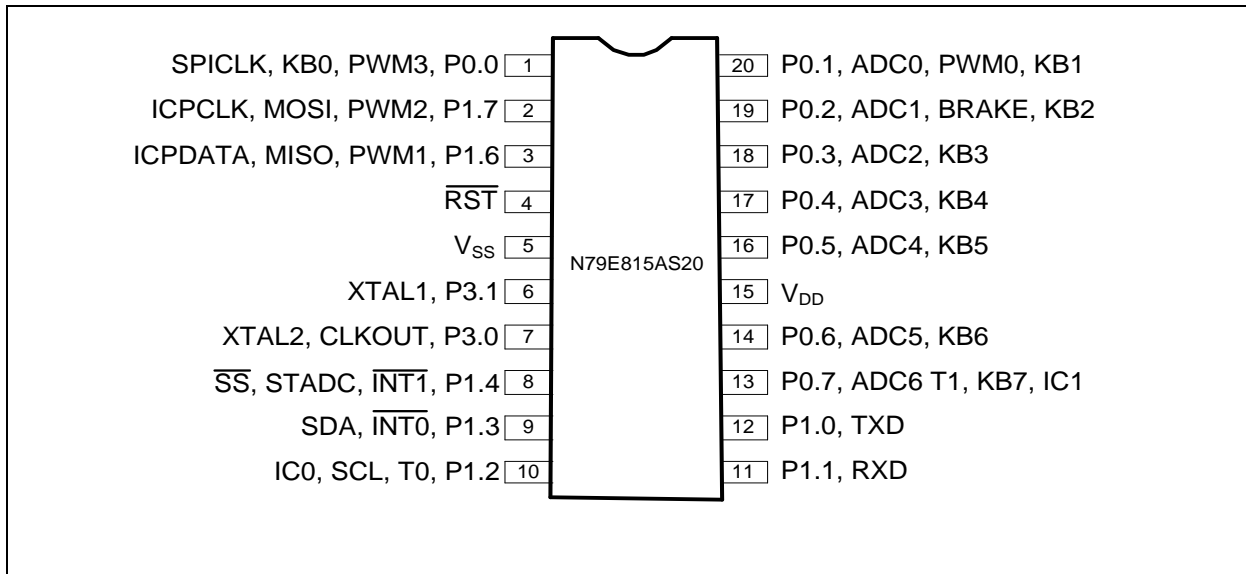 SPICLK, KB0, PWM3, P0.0 1
ICPCLK, MOSI, PWM2, P1.7 2
ICPDATA, MISO, PWM1, P1.6 3
RST 4
VSS 5
XTAL1, P3.1 6
XTAL2, CLKOUT, P3.0 7
SS, STADC, INT1, P1.4 8
SDA, INT0, P1.3 9
IC0, SCL, T0, P1.2 10
N79E815AS20
20 P0.1, ADC0, PWM0, KB1
19 P0.2, ADC1, BRAKE, KB2
18 P0.3, ADC2, KB3
17 P0.4, ADC3, KB4
16 P0.5, ADC4, KB5
15 VDD
14 P0.6, ADC5, KB6
13 P0.7, ADC6 T1, KB7, IC1
12 P1.0, TXD
11 P1.1, RXD